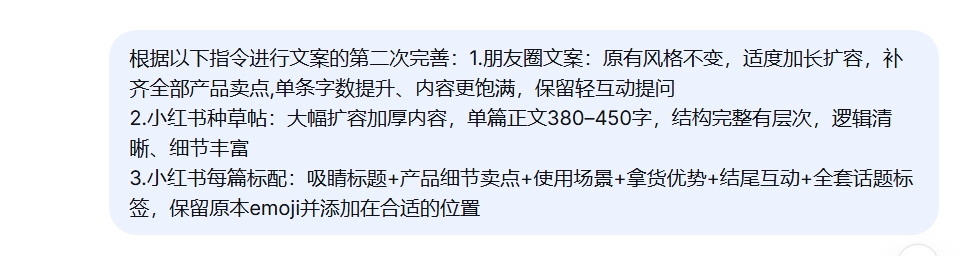 根据以下指令进行文案的第二次完善：1.朋友圈文案：原有风格不变，适度加长扩容，补
齐全部产品卖点,单条字数提升、内容更饱满，保留轻互动提问
2.小红书种草帖：大幅扩容加厚内容，单篇正文380–450字，结构完整有层次，逻辑清
晰、细节丰富
3.小红书每篇标配：吸睛标题+产品细节卖点+使用场景+拿货优势+结尾互动+全套话题标
签，保留原本emoji并添加在合适的位置